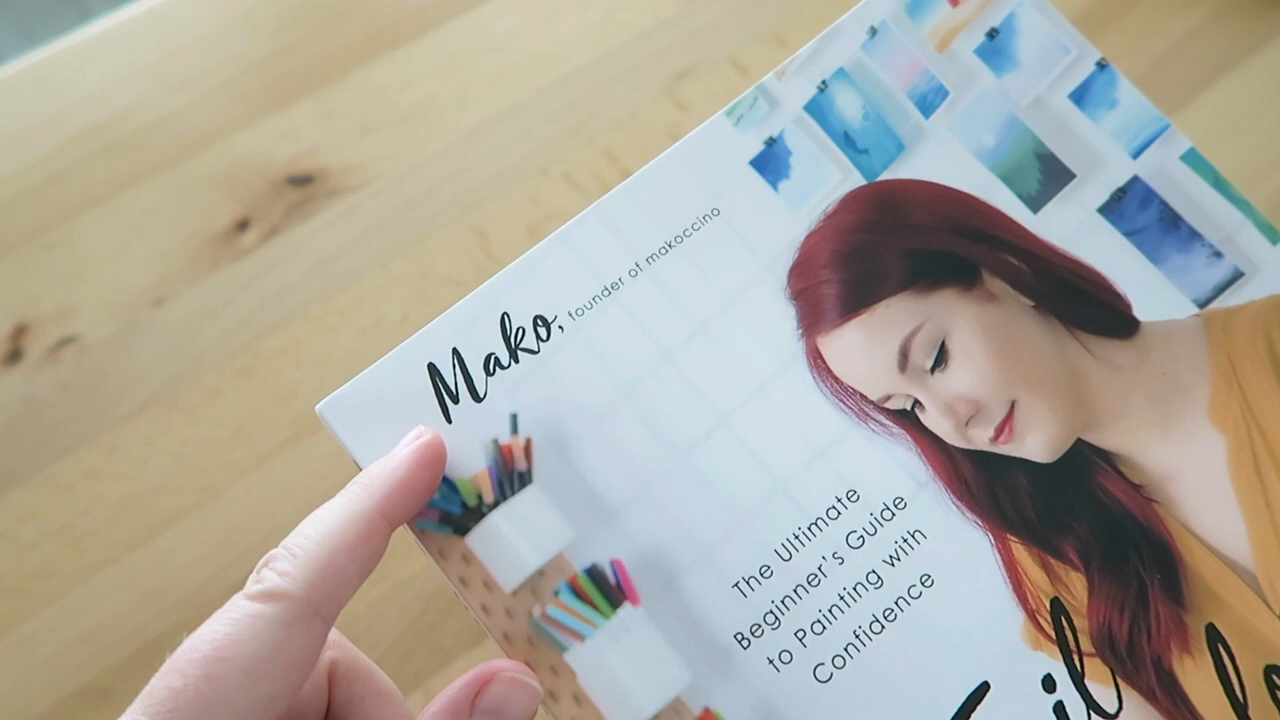 Mako, founder of makoccino
The Ultimate
Beginner's Guide
to Painting with
Confidence